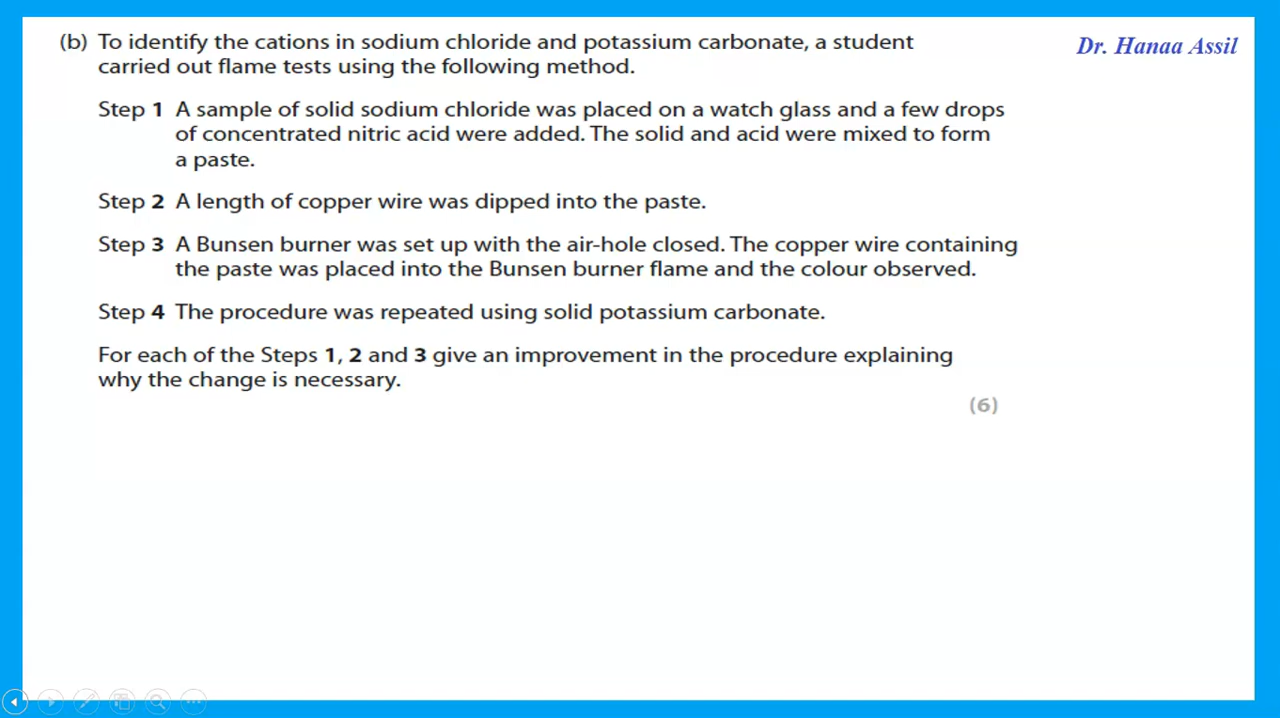 (b) To identify the cations in sodium chloride and potassium carbonate, a student
Dr. Hanaa Assil
carried out flame tests using the following method.
Step 1 A sample of solid sodium chloride was placed on a watch glass and a few drops
of concentrated nitric acid were added. The solid and acid were mixed to form
a paste.
Step 2 A length of copper wire was dipped into the paste.
Step 3 A Bunsen burner was set up with the air-hole closed. The copper wire containing
the paste was placed into the Bunsen burner flame and the colour observed.
Step 4 The procedure was repeated using solid potassium carbonate.
For each of the Steps 1, 2 and 3 give an improvement in the procedure explaining
why the change is necessary.
(6)